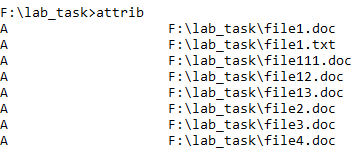 F:\lab_task>attrib
A                    F:\lab_task\file1.doc
A                    F:\lab_task\file1.txt
A                    F:\lab_task\file111.doc
A                    F:\lab_task\file12.doc
A                    F:\lab_task\file13.doc
A                    F:\lab_task\file2.doc
A                    F:\lab_task\file3.doc
A                    F:\lab_task\file4.doc